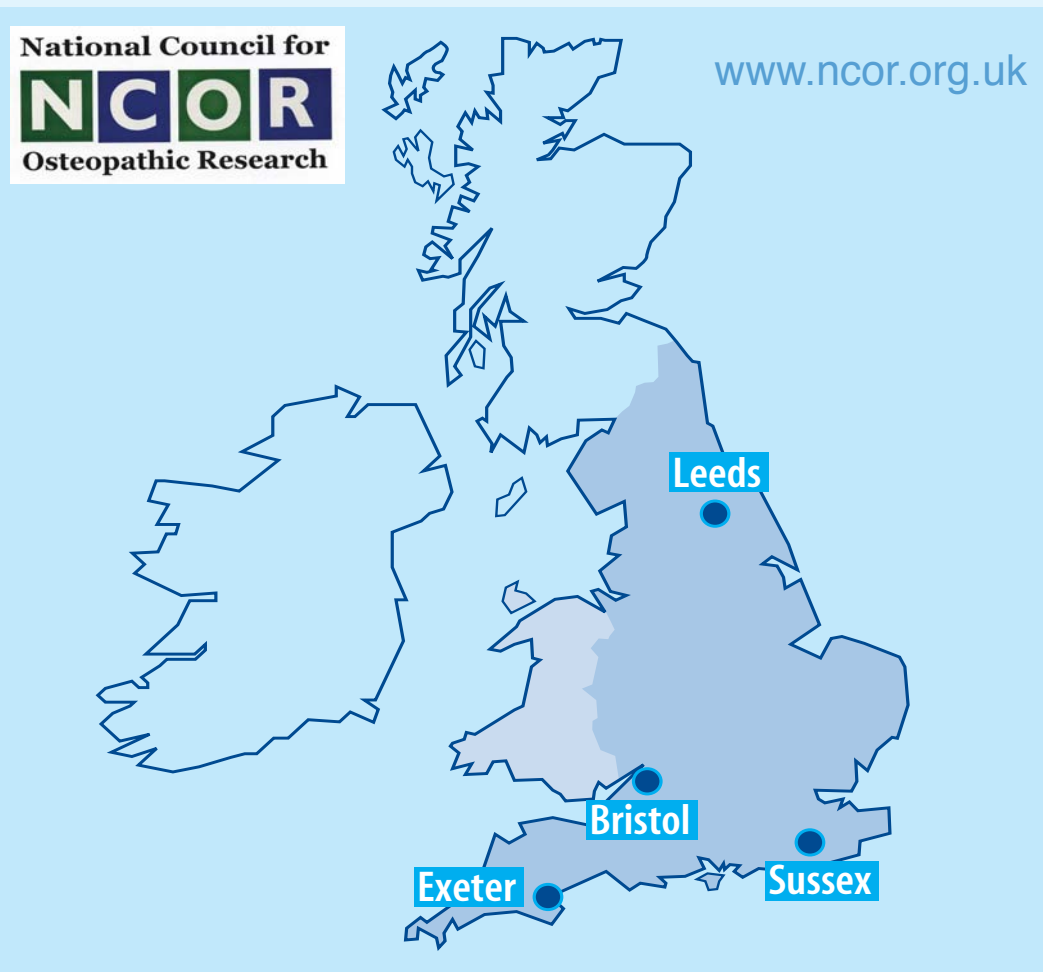 National Council for
NCOR
Osteopathic Research
www.ncor.org.uk
Leeds
Bristol
Sussex
Exeter